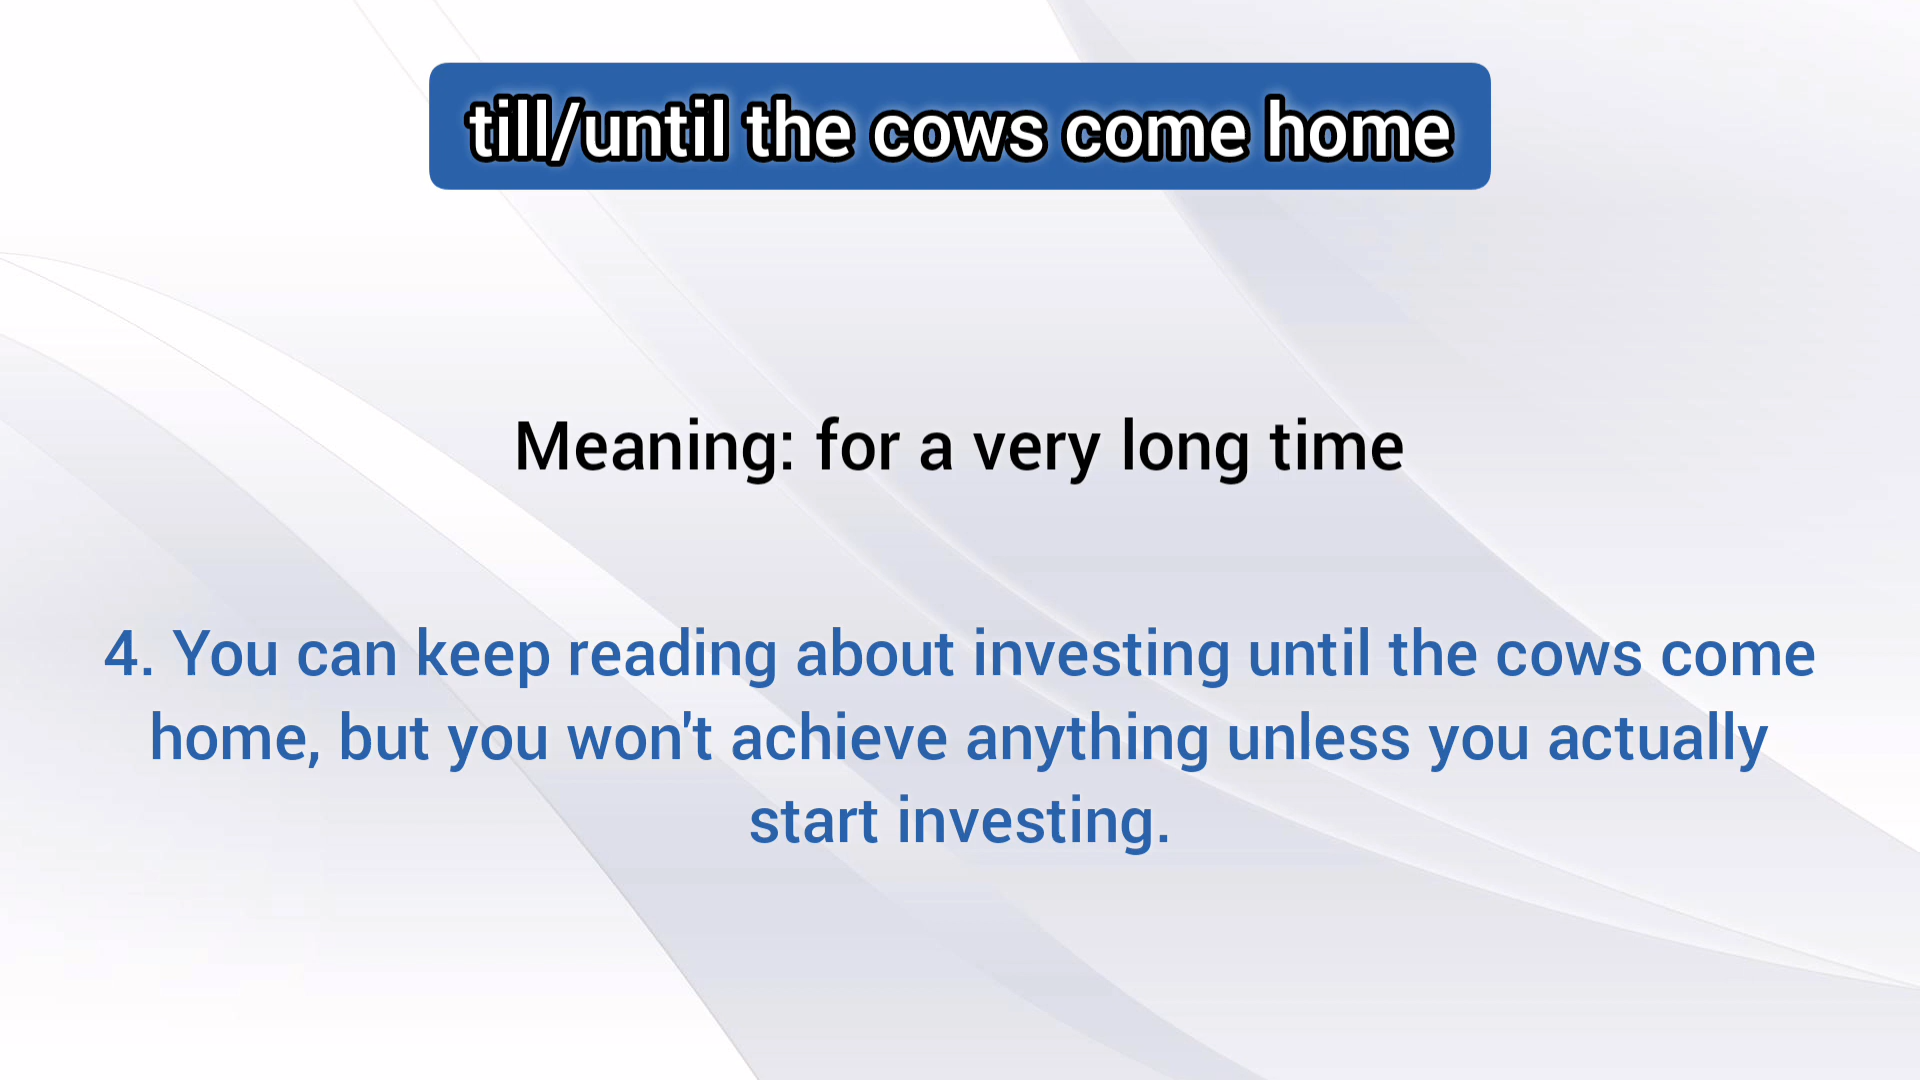 till/until the cows come home
Meaning: for a very long time
4. You can keep reading about investing until the cows come
home, but you won't achieve anything unless you actually
start investing.